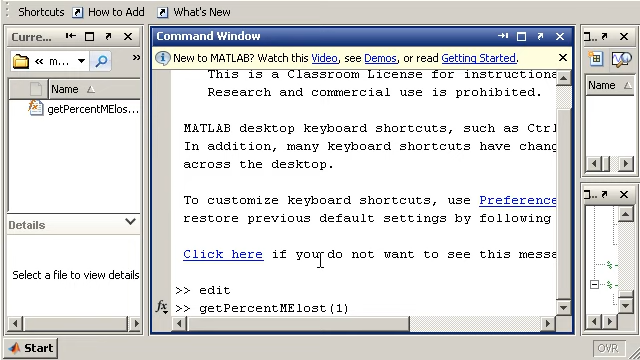 Shortcuts How to Add What's New
Curre...
Command Window
New to MATLAB? Watch this Video, see Demos, or read Getting Started.
« m...
Name
getPercentMElost...
This is a Classroom License for instructiona
Research and commercial use is prohibited.
MATLAB desktop keyboard shortcuts, such as Ctrl
In addition, many keyboard shortcuts have chang
across the desktop.
To customize keyboard shortcuts, use Preference
restore previous default settings by following
Click here if you do not want to see this messa
>> edit
fx >> getPercentMElost(1)
Details
Select a file to view details
Name
Start
OVR